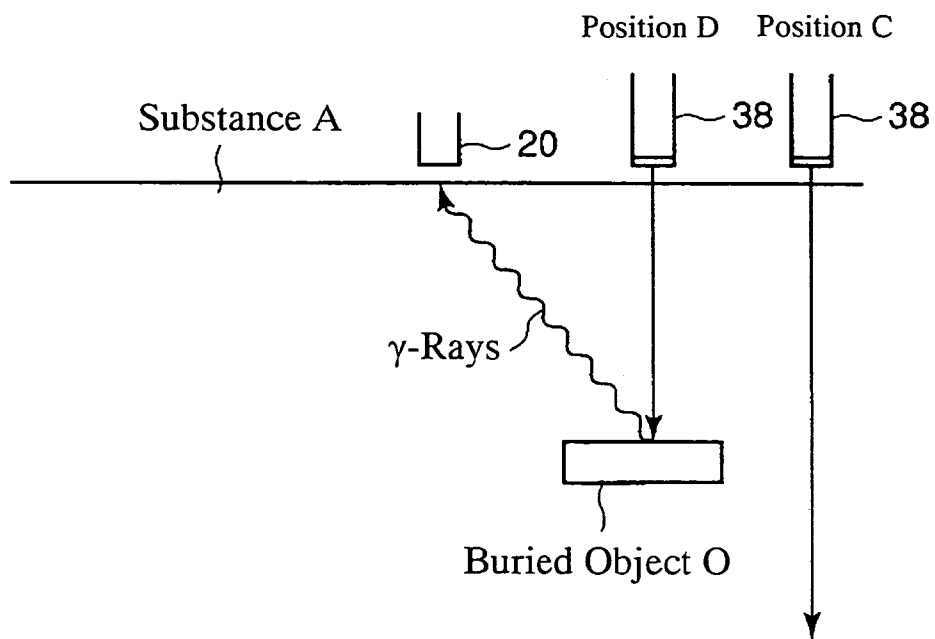 Position D Position C
Substance A
20
38
38
γ-Rays
Buried Object O